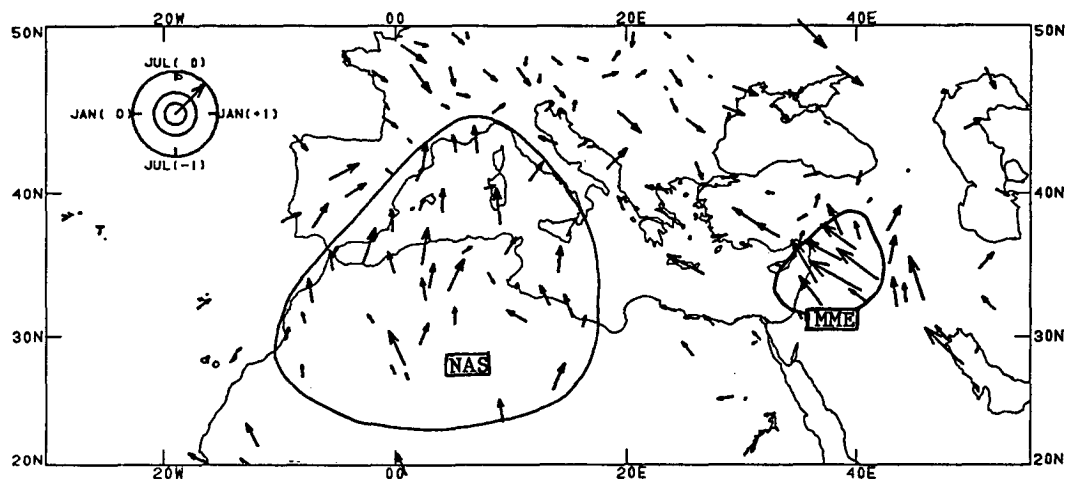 20W 00 20E 40E
50N 50N
JUL( 0)
JAN( 0) JAN(+1)
JUL(-1)
40N 40N
MME
30N 30N
NAS
20N 20N
20W 00 20E 40E